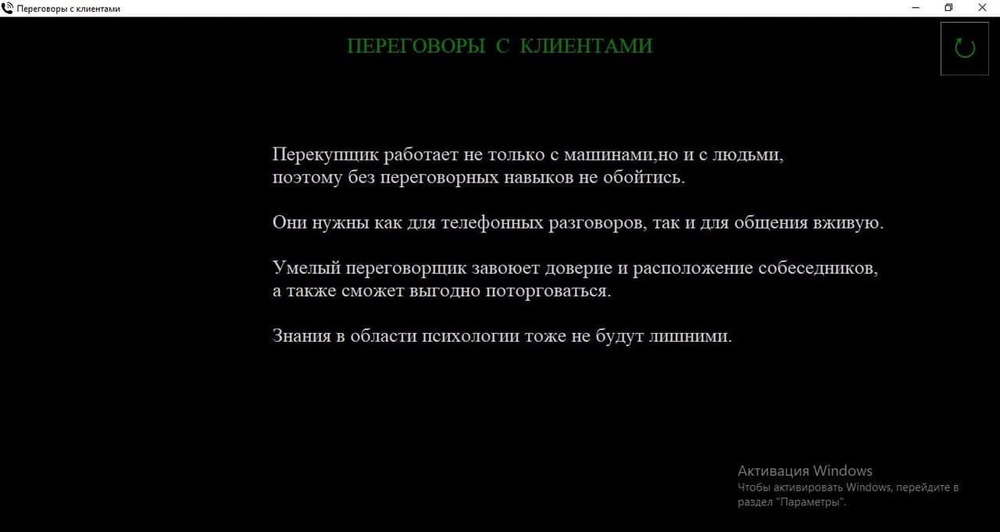 Переговоры с клиентами
ПЕРЕГОВОРЫ С КЛИЕНТАМИ
Перекупщик работает не только с машинами,но и с людьми,
поэтому без переговорных навыков не обойтись.
Они нужны как для телефонных разговоров, так и для общения вживую.
Умелый переговорщик завоюет доверие и расположение собеседников,
а также сможет выгодно поторговаться.
Знания в области психологии тоже не будут лишними.
Активация Windows
Чтобы активировать Windows, перейдите в
раздел "Параметры".